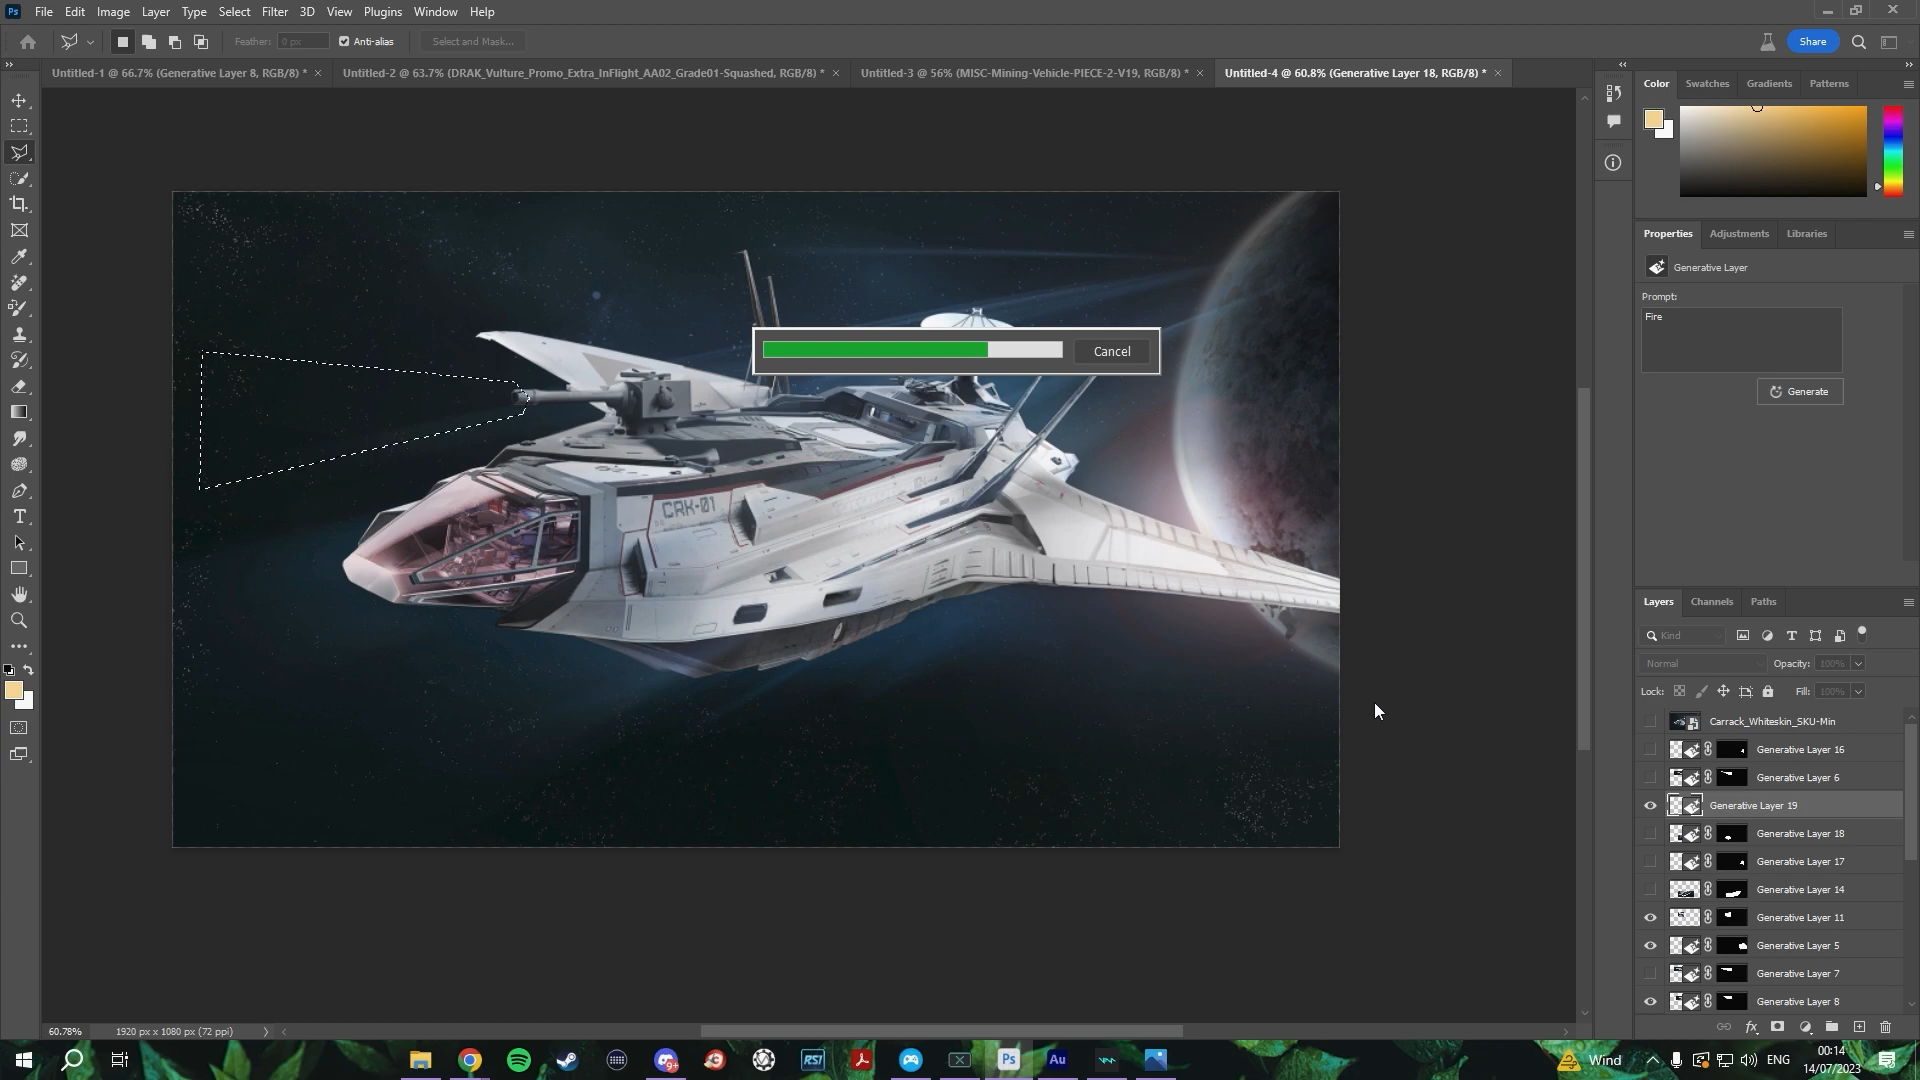 Ps File Edit Image Layer Type Select Filter 3D View Plugins Window Help
Feather: 0 px Anti-alias Select and Mask... Share
Untitled-1 @ 66.7% (Generative Layer 8, RGB/8) * Untitled-2 @ 63.7% (DRAK_Vulture_Promo_Extra_InFlight_AA02_Grade01-Squashed, RGB/8) * Untitled-3 @ 56% (MISC-Mining-Vehicle-PIECE-2-V19, RGB/8) * Untitled-4 @ 60.8% (Generative Layer 18, RGB/8) *
Color Swatches Gradients Patterns
Properties Adjustments Libraries
Generative Layer
Prompt:
Fire
Generate
Cancel
CRK-01
Layers Channels Paths
Kind
Normal Opacity: 100%
Lock: Fill: 100%
Carrack_Whiteskin_SKU-Min
Generative Layer 16
Generative Layer 6
Generative Layer 19
Generative Layer 18
Generative Layer 17
Generative Layer 14
Generative Layer 11
Generative Layer 5
Generative Layer 7
Generative Layer 8
60.78% 1920 px x 1080 px (72 ppi)
9+ RSI Ps Au
Wind ENG
00:14
14/07/2023